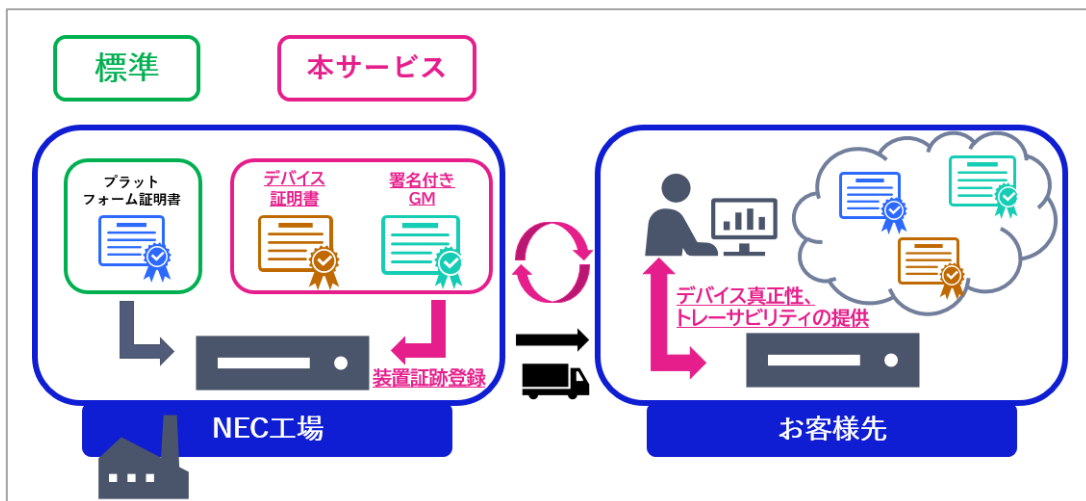 標準
本サービス
プラット
フォーム証明書
デバイス
証明書
署名付き
GM
装置証跡登録
NEC工場
デバイス真正性、
トレーサビリティの提供
お客様先